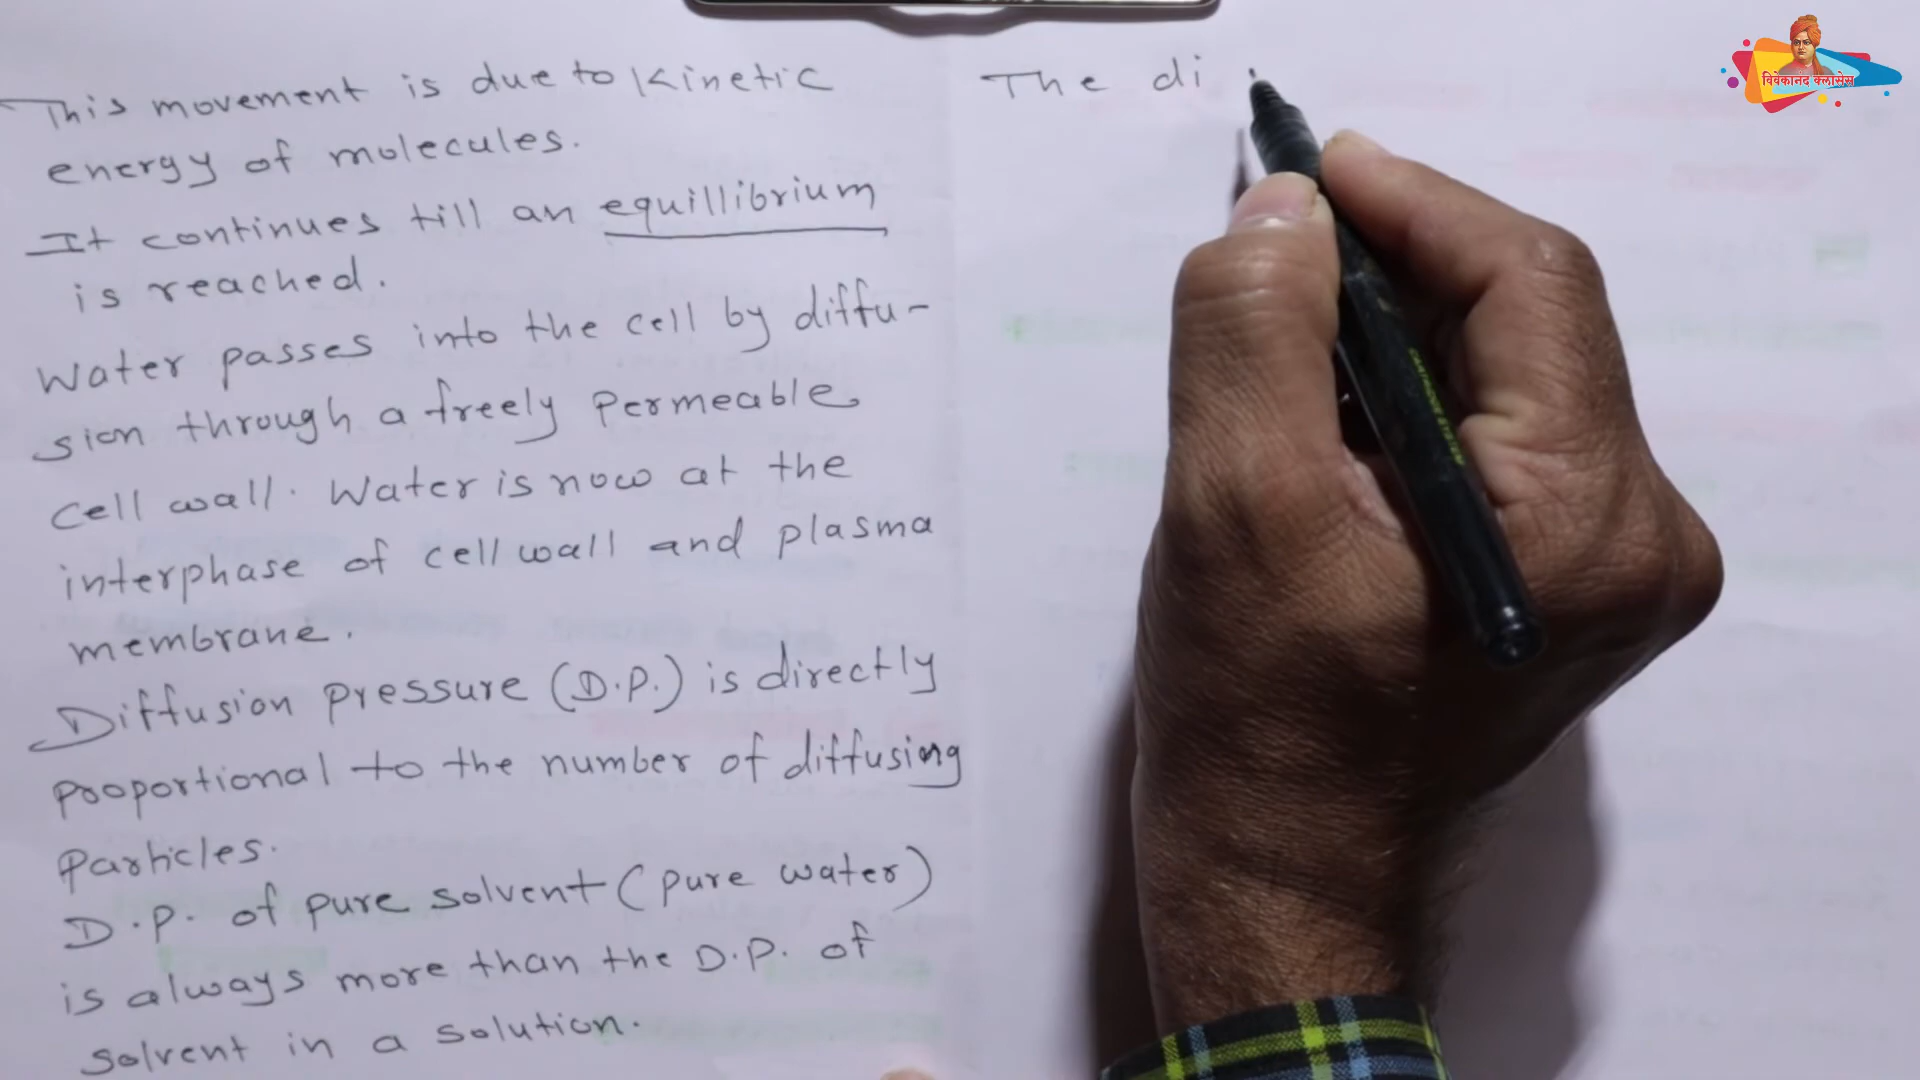 This movement is due to Kinetic
energy of molecules.
It continues till an equillibrium
is reached.
Water passes into the cell by diffu-
sion through a freely permeable
cell wall. Water is now at the
interphase of cell wall and plasma
membrane.
Diffusion pressure (D.P.) is directly
proportional to the number of diffusing
Particles.
D.P. of pure solvent (pure water)
is always more than the D.P. of
solvent in a solution.
The di
विवेकानंद क्लासेस
CARTRIDGE SYSTEM